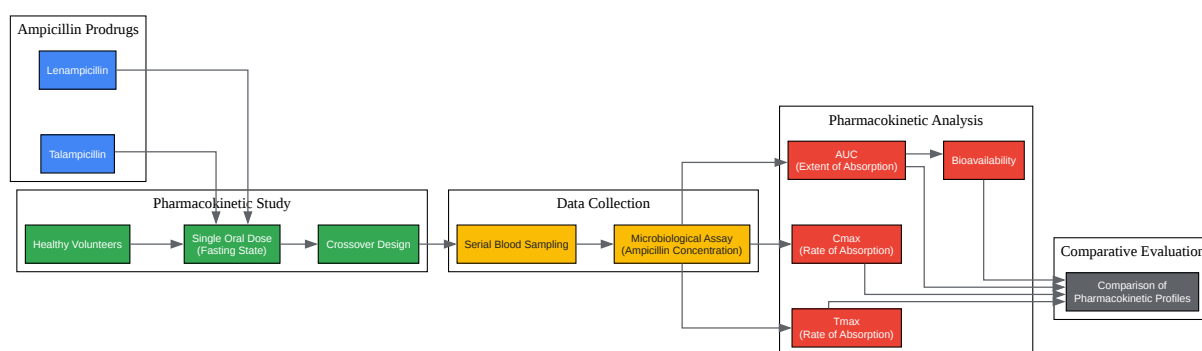 Ampicillin Prodrugs
Lenampicillin
Talampicillin
Pharmacokinetic Study
Healthy Volunteers
Single Oral Dose
(Fasting State)
Crossover Design
Data Collection
Serial Blood Sampling
Microbiological Assay
(Ampicillin Concentration)
Pharmacokinetic Analysis
AUC
(Extent of Absorption)
Bioavailability
Cmax
(Rate of Absorption)
Tmax
(Rate of Absorption)
Comparative Evaluation
Comparison of
Pharmacokinetic Profiles